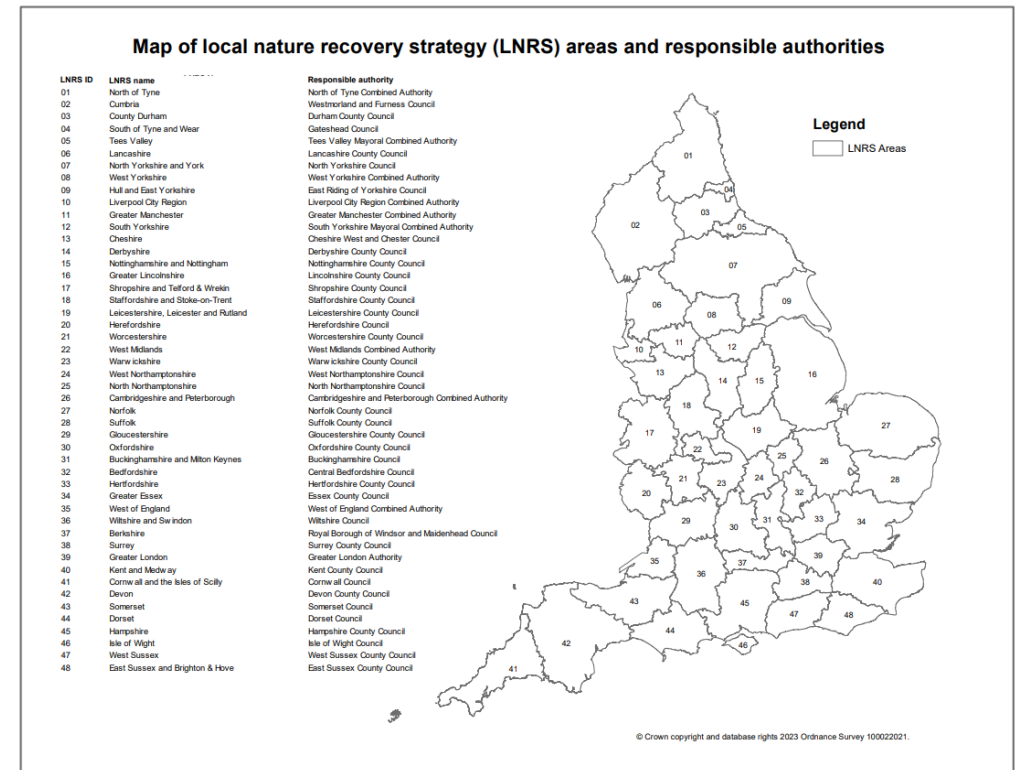 Map of local nature recovery strategy (LNRS) areas and responsible authorities
LNRS ID LNRS name Responsible authority
01 North of Tyne North of Tyne Combined Authority
02 Cumbria Westmorland and Furness Council
03 County Durham Durham County Council
04 South of Tyne and Wear Gateshead Council
05 Tees Valley Tees Valley Mayoral Combined Authority
06 Lancashire Lancashire County Council
07 North Yorkshire and York North Yorkshire Council
08 West Yorkshire West Yorkshire Combined Authority
09 Hull and East Yorkshire East Riding of Yorkshire Council
10 Liverpool City Region Liverpool City Region Combined Authority
11 Greater Manchester Greater Manchester Combined Authority
12 South Yorkshire South Yorkshire Mayoral Combined Authority
13 Cheshire Cheshire West and Chester Council
14 Derbyshire Derbyshire County Council
15 Nottinghamshire and Nottingham Nottinghamshire County Council
16 Greater Lincolnshire Lincolnshire County Council
17 Shropshire and Telford & Wrekin Shropshire County Council
18 Staffordshire and Stoke-on-Trent Staffordshire County Council
19 Leicestershire, Leicester and Rutland Leicestershire County Council
20 Herefordshire Herefordshire Council
21 Worcestershire Worcestershire County Council
22 West Midlands West Midlands Combined Authority
23 Warwickshire Warwickshire County Council
24 West Northamptonshire West Northamptonshire Council
25 North Northamptonshire North Northamptonshire Council
26 Cambridgeshire and Peterborough Cambridgeshire and Peterborough Combined Authority
27 Norfolk Norfolk County Council
28 Suffolk Suffolk County Council
29 Gloucestershire Gloucestershire County Council
30 Oxfordshire Oxfordshire County Council
31 Buckinghamshire and Milton Keynes Buckinghamshire Council
32 Bedfordshire Central Bedfordshire Council
33 Hertfordshire Hertfordshire County Council
34 Greater Essex Essex County Council
35 West of England West of England Combined Authority
36 Wiltshire and Swindon Wiltshire Council
37 Berkshire Royal Borough of Windsor and Maidenhead Council
38 Surrey Surrey County Council
39 Greater London Greater London Authority
40 Kent and Medway Kent County Council
41 Cornwall and the Isles of Scilly Cornwall Council
42 Devon Devon County Council
43 Somerset Somerset Council
44 Dorset Dorset Council
45 Hampshire Hampshire County Council
46 Isle of Wight Isle of Wight Council
47 West Sussex West Sussex County Council
48 East Sussex and Brighton & Hove East Sussex County Council
Legend
LNRS Areas
01
04
03
02
05
07
06
09
08
11
10
12
13
14
15
16
18
17
19
27
22
25
26
21
23
24
28
20
32
29
30
31
33
34
35
39
37
36
38
40
43
45
47
48
44
42
46
41
© Crown copyright and database rights 2023 Ordnance Survey 100022021.